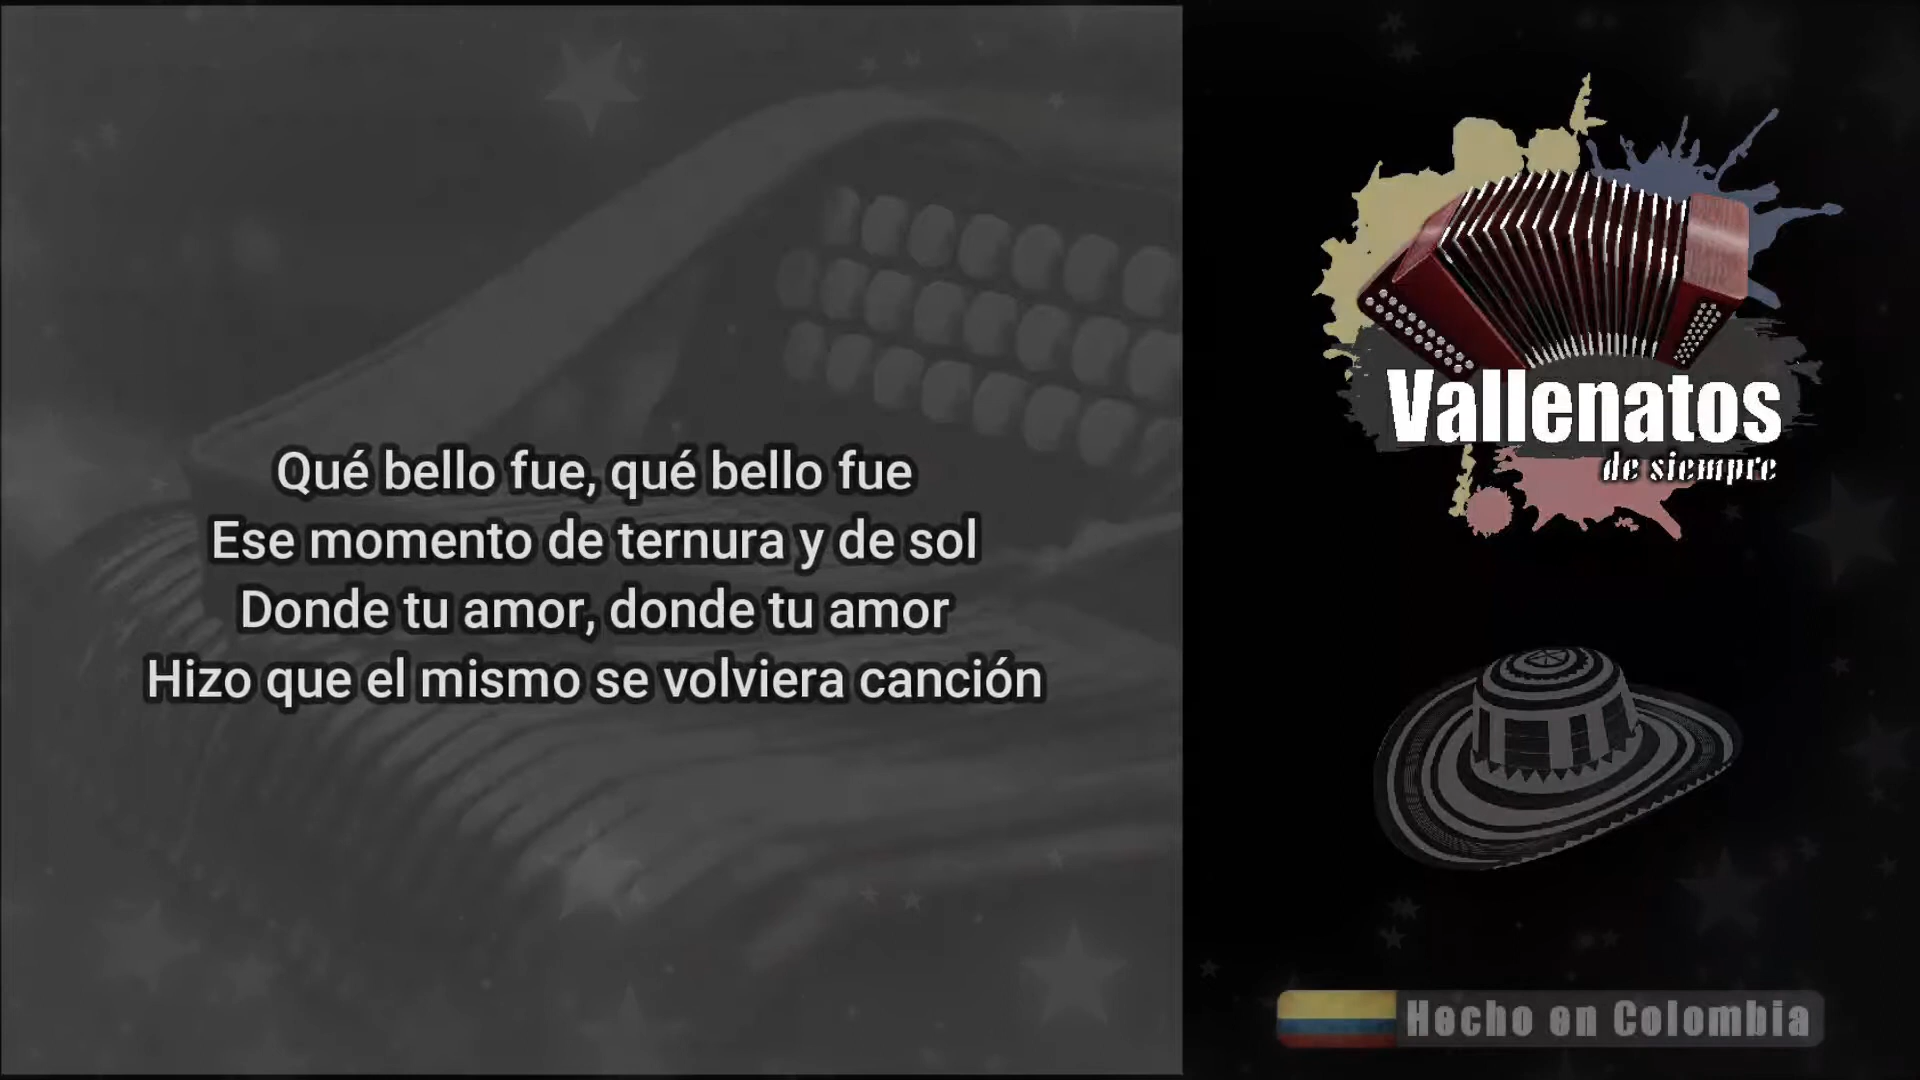 Qué bello fue, qué bello fue
Ese momento de ternura y de sol
Donde tu amor, donde tu amor
Hizo que el mismo se volviera canción
Vallenatos
de siempre
Hecho en Colombia